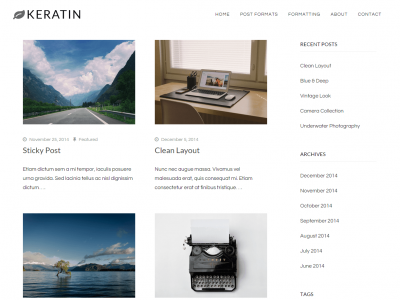 KERATIN
HOME POST FORMATS FORMATTING ABOUT CONTACT
November 20, 2014 Featured
Sticky Post
Etiam dictum sem a mi tempor, iaculis posuere
urna gravida. Sed lacinia tellus ac nisl dignissim
dictum ...
December 3, 2014
Clean Layout
Nunc nec augue massa. Vivamus vel
malesuada erat, quis consequat mi. Etiam
consectetur erat at finibus tristique ...
RECENT POSTS
Clean Layout
Blue & Deep
Vintage Look
Camera Collection
Underwater Photography
ARCHIVES
December 2014
November 2014
October 2014
September 2014
August 2014
July 2014
June 2014
TAGS